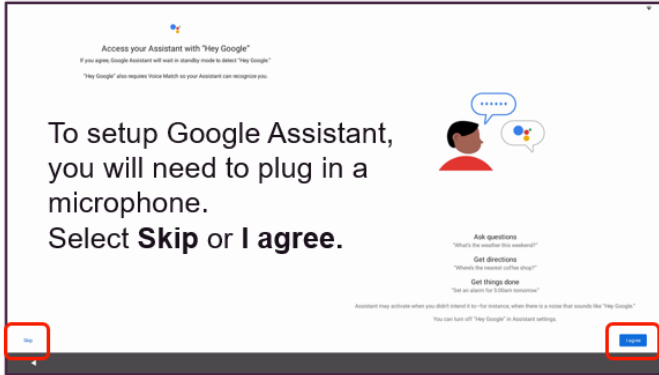 Access your Assistant with "Hey Google"
If you agree, Google Assistant will wait in standby mode to detect "Hey Google."
"Hey Google" also requires Voice Match so your Assistant can recognize you.
To setup Google Assistant,
you will need to plug in a
microphone.
Select Skip or I agree.
Ask questions
"What's the weather this weekend?"
Get directions
"Where's the nearest coffee shop?"
Get things done
"Set an alarm for 5:00am tomorrow"
Assistant may activate when you didn't intend it to—for instance, when there is a noise that sounds like "Hey Google."
You can turn off "Hey Google" in Assistant settings.
Skip
I agree